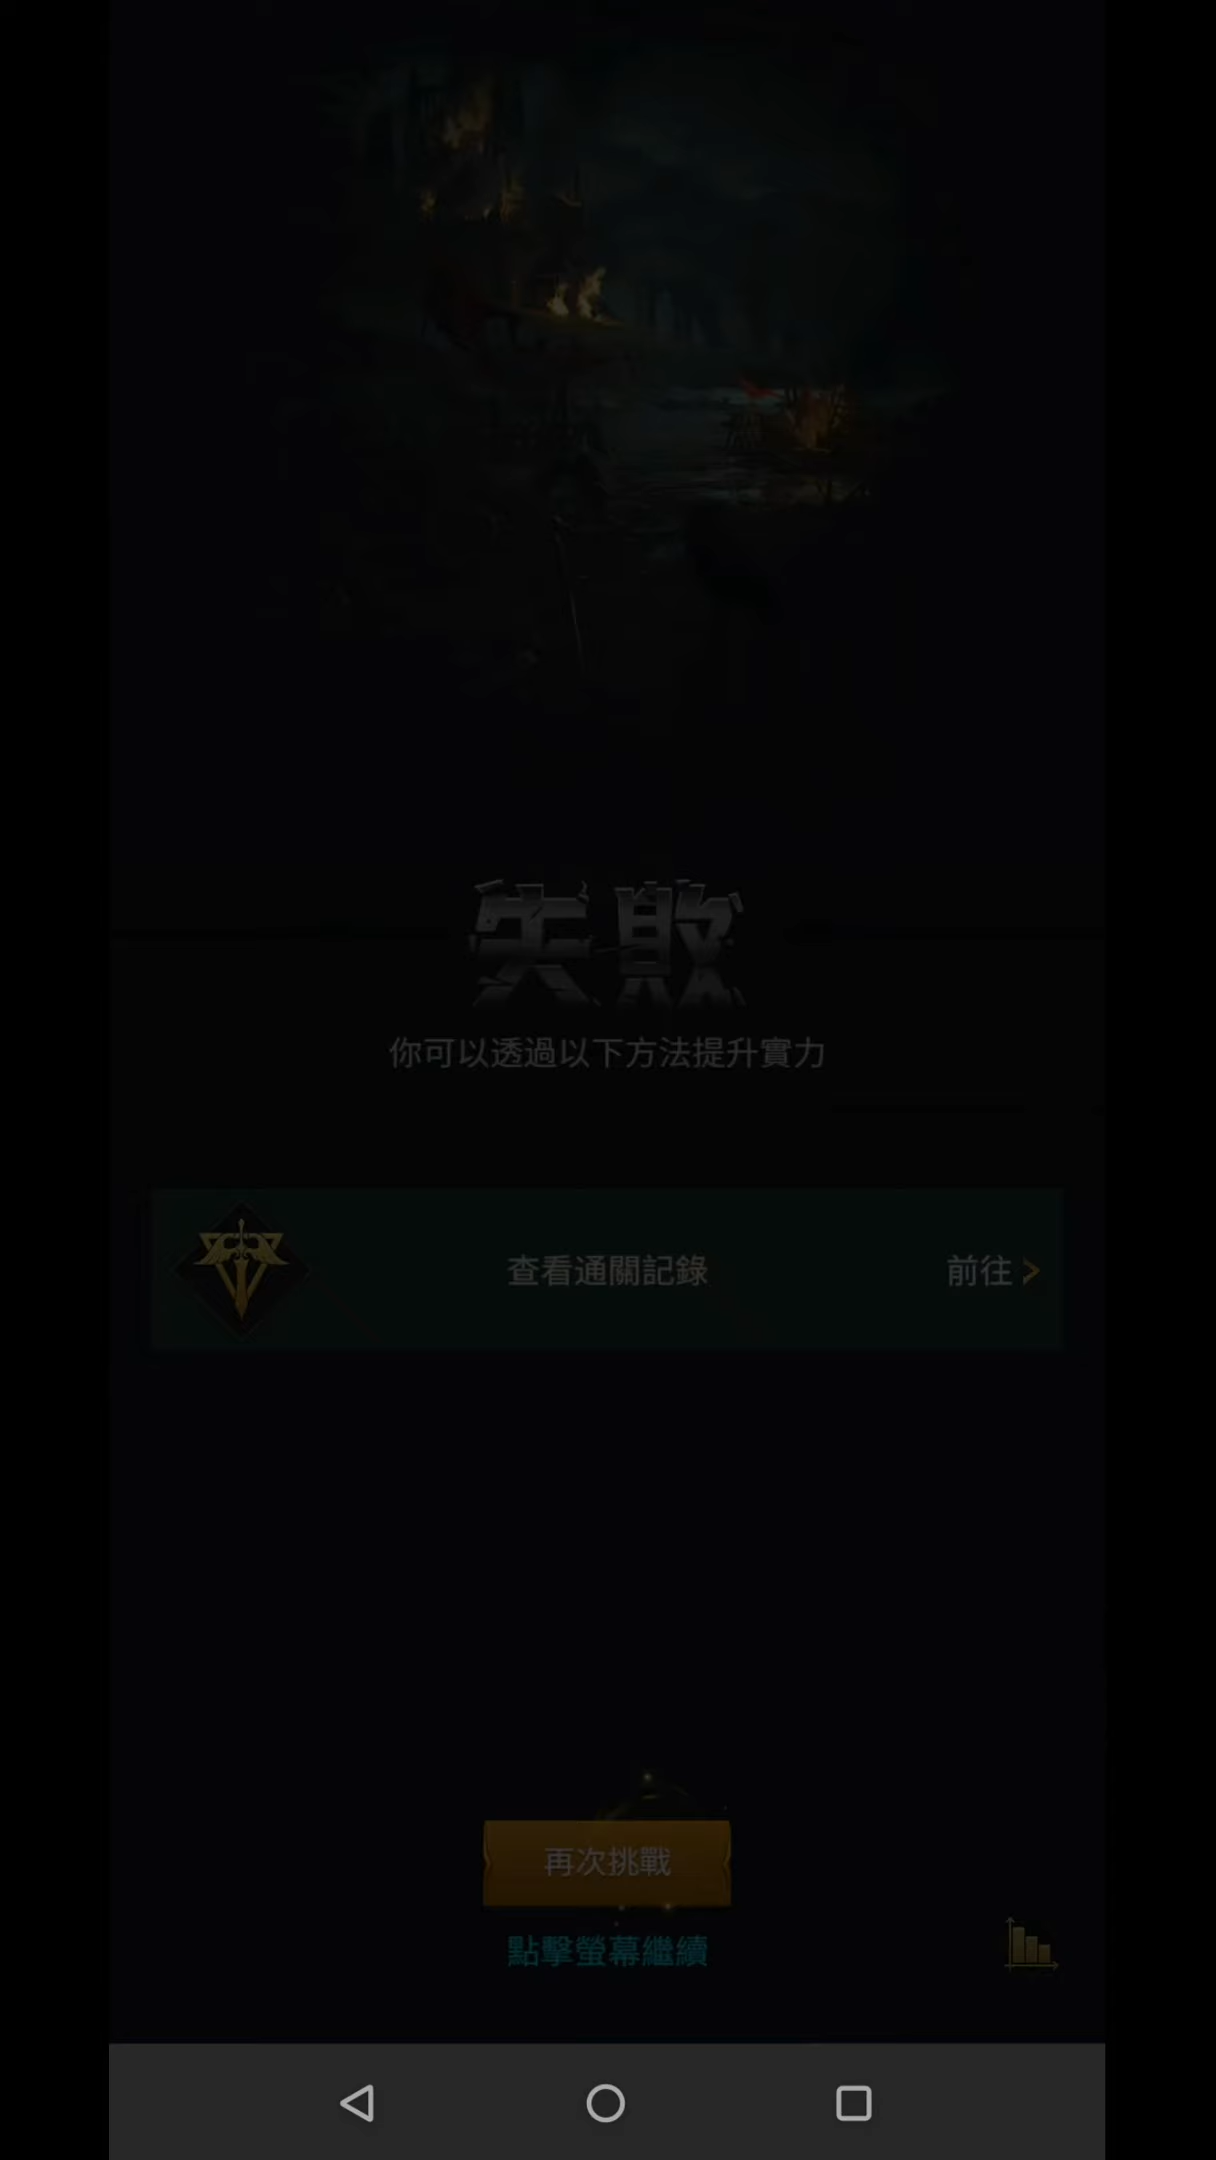 失敗
你可以透過以下方法提升實力
查看通關記錄
前往 >
再次挑戰
點擊螢幕繼續